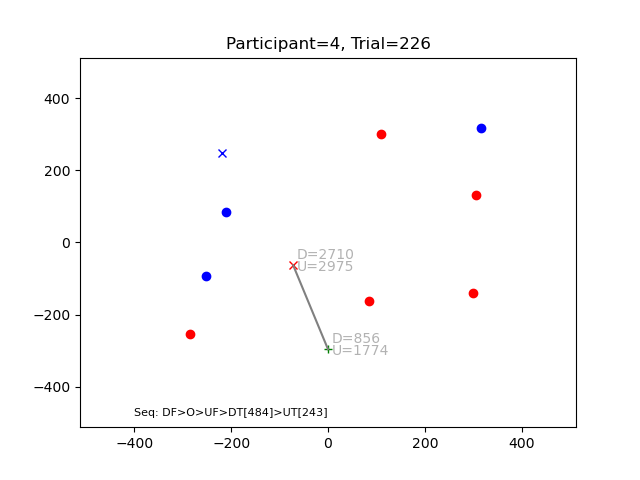 Participant=4, Trial=226
400
200
0
−200
−400
D=2710
U=2975
D=856
U=1774
Seq: DF>O>UF>DT[484]>UT[243]
−400
−200
0
200
400